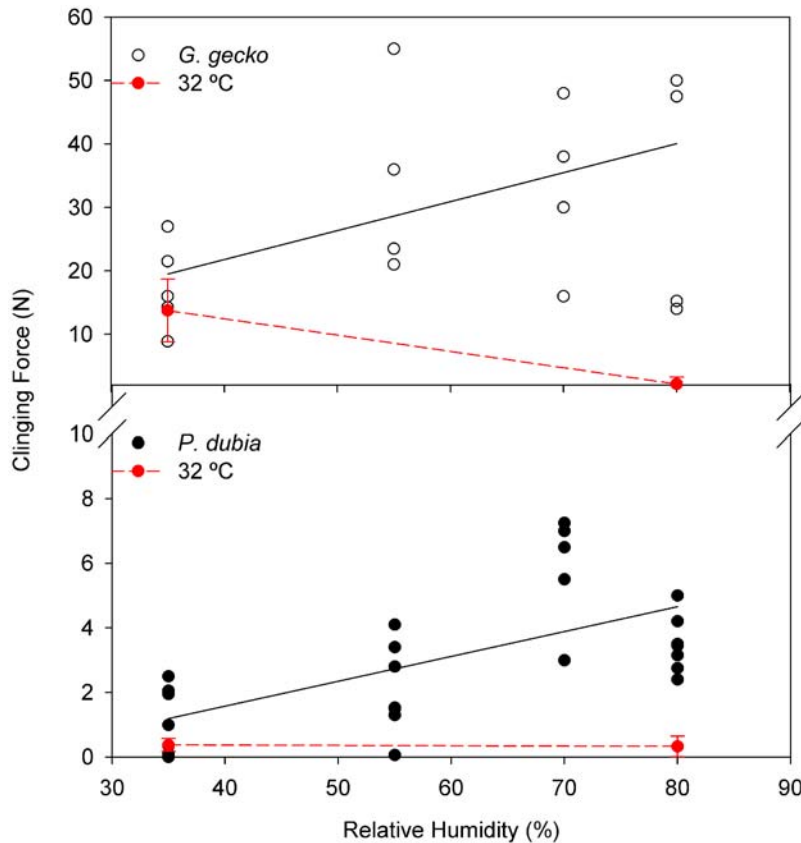 60
G. gecko
32 ºC
50
40
30
20
10
Clinging Force (N)
10
P. dubia
32 ºC
8
6
4
2
0
30 40 50 60 70 80 90
Relative Humidity (%)